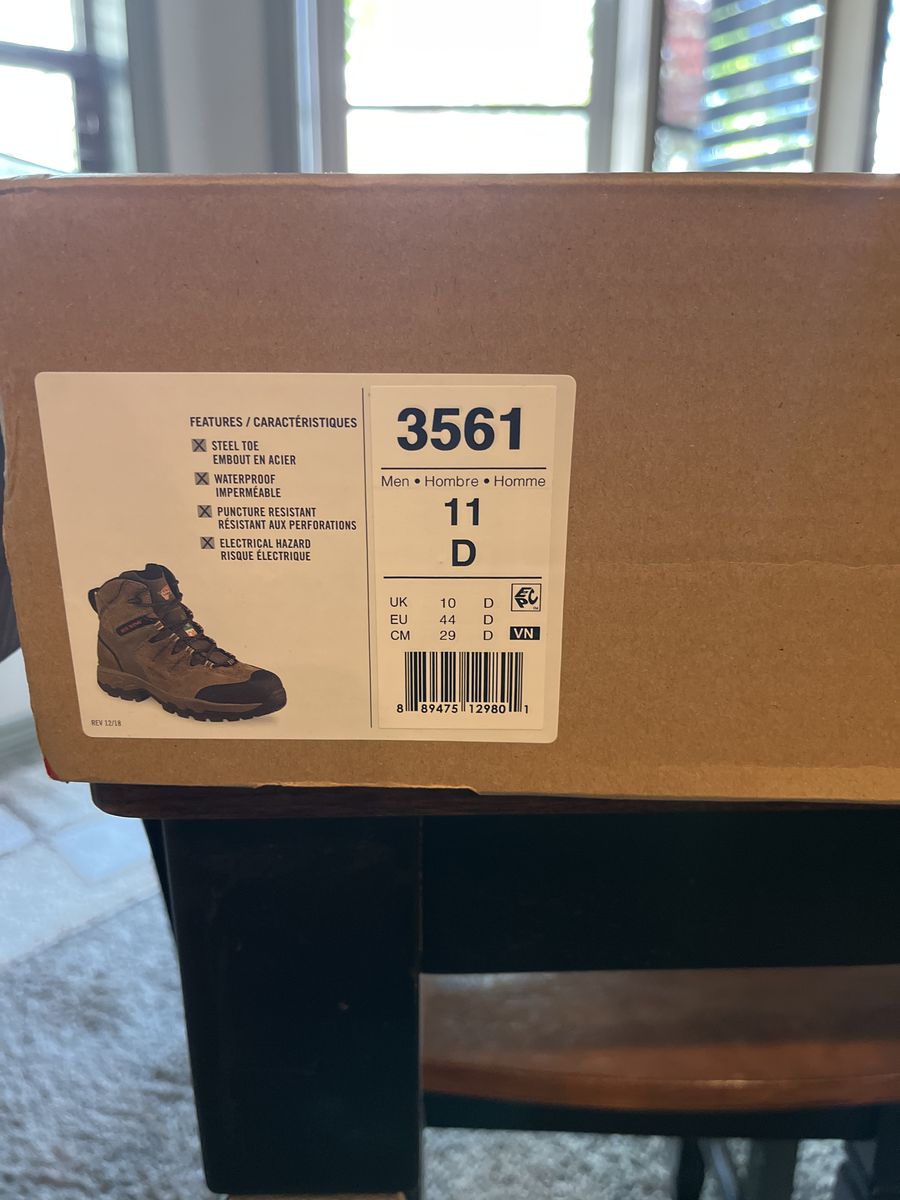 FEATURES / CARACTÉRISTIQUES
STEEL TOE
EMBOUT EN ACIER
WATERPROOF
IMPERMÉABLE
PUNCTURE RESISTANT
RÉSISTANT AUX PERFORATIONS
ELECTRICAL HAZARD
RISQUE ÉLECTRIQUE
REV 12/18
3561
Men • Hombre • Homme
11
D
UK 10 D
EU 44 D
CM 29 D
EPC
VN
8 89475 12980 1